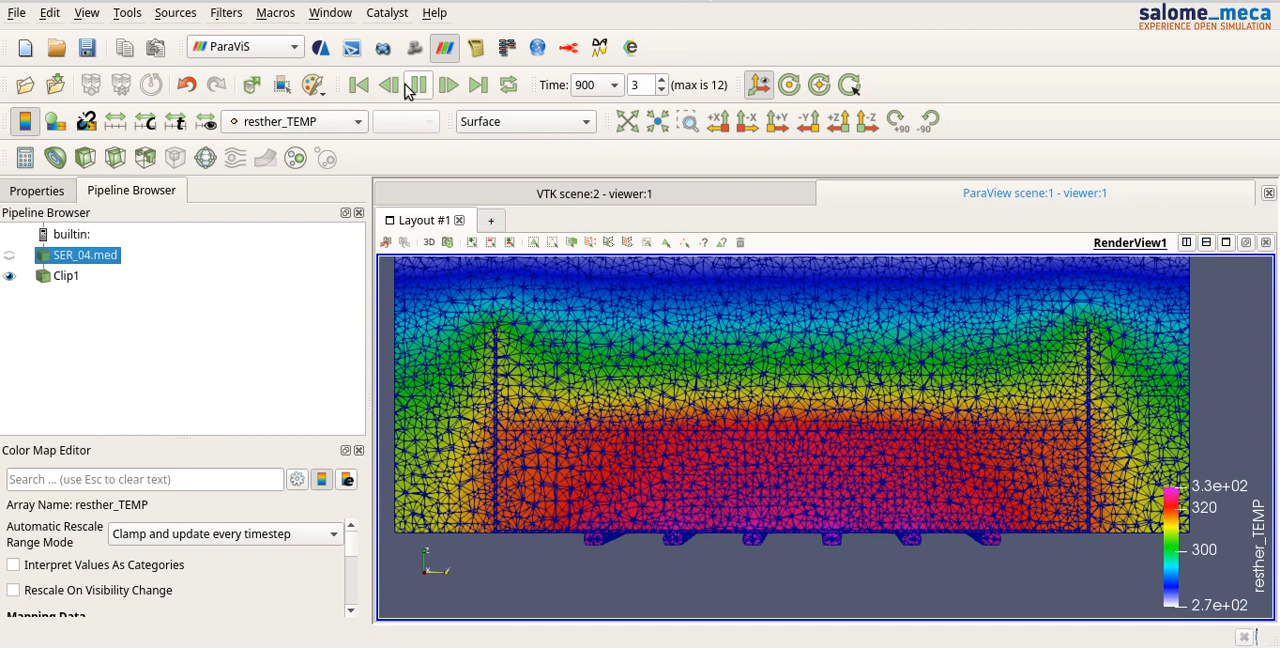 File Edit View Tools Sources Filters Macros Window Catalyst Help
salome_meca
EXPERIENCE OPEN SIMULATION
ParaViS
Time: 900 3 (max is 12)
+X -X +Y -Y +Z -Z +90 -90
resther_TEMP Surface
Properties Pipeline Browser
VTK scene:2 - viewer:1 ParaView scene:1 - viewer:1
Pipeline Browser
Layout #1 +
builtin:
3D RenderView1
SER_04.med
Clip1
Color Map Editor
Search ... (use Esc to clear text)
Array Name: resther_TEMP
Automatic Rescale
Range Mode
Clamp and update every timestep
Interpret Values As Categories
Rescale On Visibility Change
Mapping Data
3.3e+02
320
300
2.7e+02
resther_TEMP
Z
Y